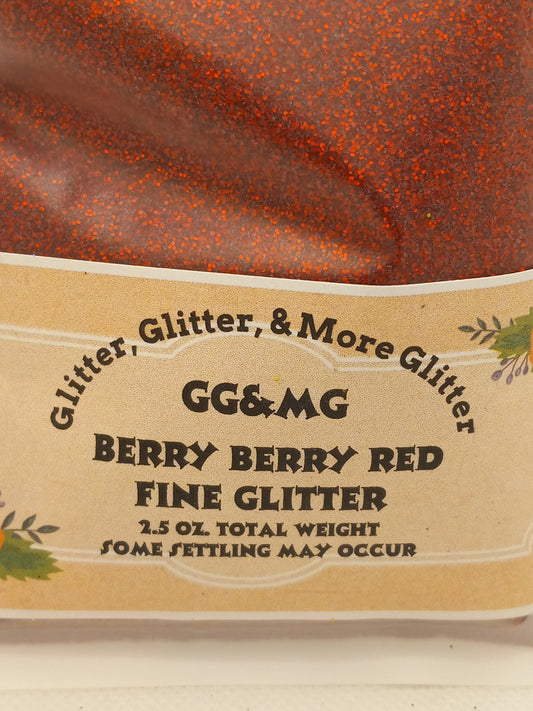 Glitter, Glitter, & More Glitter
GG&MG
BERRY BERRY RED
FINE GLITTER
2.5 OZ. TOTAL WEIGHT
SOME SETTLING MAY OCCUR